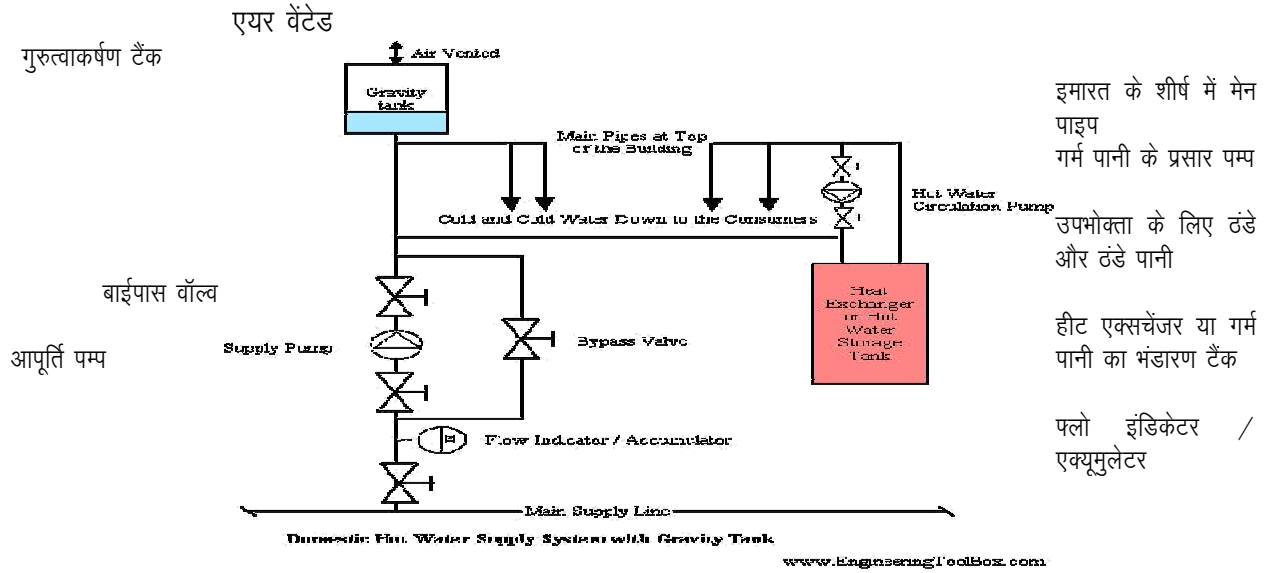 एयर वेंटेड
गुरुत्वाकर्षण टैंक
Air Vented
Gravity
tank
Main Pipes at Top
of the Building
इमारत के शीर्ष में मेन
पाइप
गर्म पानी के प्रसार पम्प
Hot Water
Circulation Pump
Cold and Cold Water Down to the Consumers
उपभोक्ता के लिए ठंडे
और ठंडे पानी
बाईपास वॉल्व
Heat
Exchanger
or Hot
Water
Storage
Tank
हीट एक्सचेंजर या गर्म
पानी का भंडारण टैंक
आपूर्ति पम्प
Supply Pump
Bypass Valve
फ्लो इंडिकेटर /
एक्यूमुलेटर
Flow Indicator / Accumulator
Main Supply Line
Domestic Hot Water Supply System with Gravity Tank
www.EngineeringToolBox.com